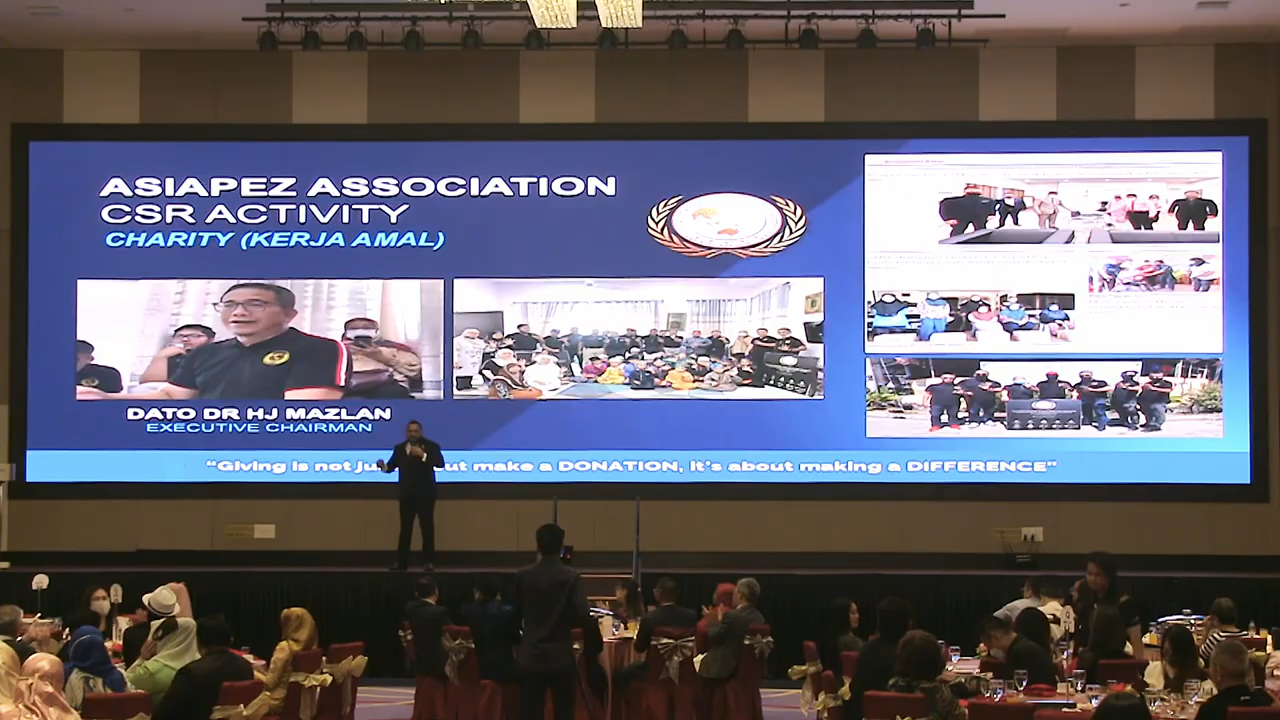 ASIAPEZ ASSOCIATION
CSR ACTIVITY
CHARITY (KERJA AMAL)
DATO DR HJ MAZLAN
EXECUTIVE CHAIRMAN
"Giving is not ju ut make a DONATION, it's about making a DIFFERENCE"